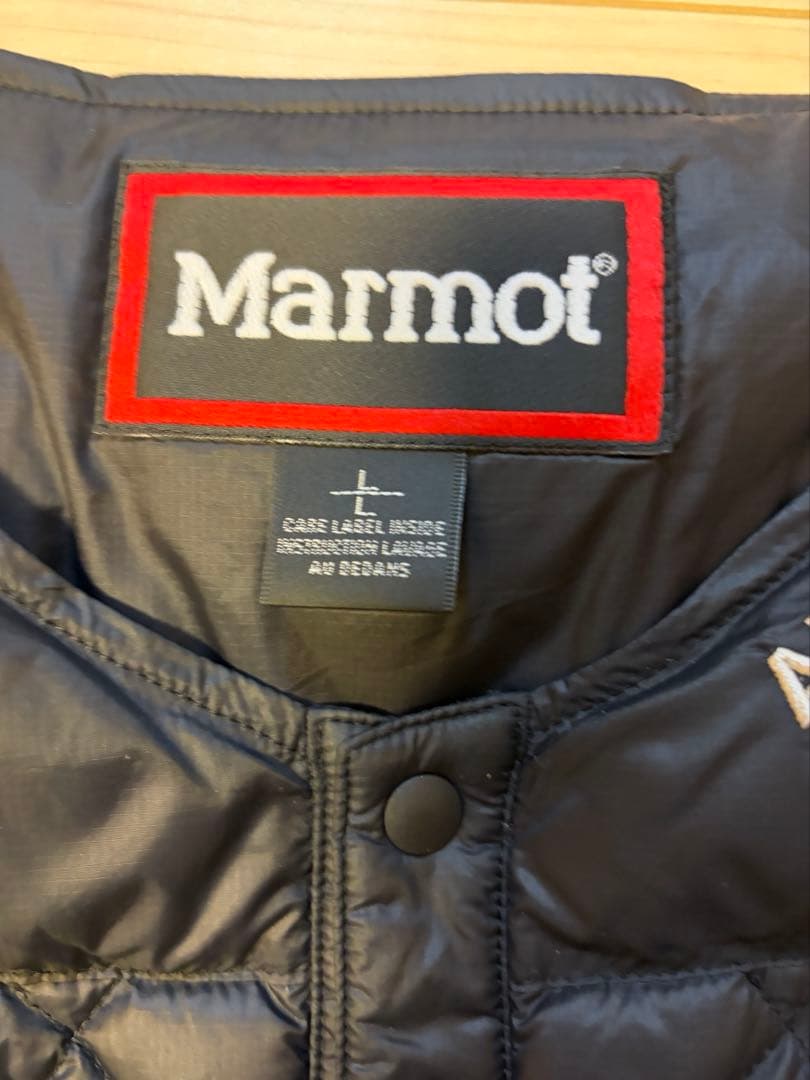 Marmot®
L
L
CARE LABEL INSIDE
INSTRUCTION LAVAGE
AU DEDANS